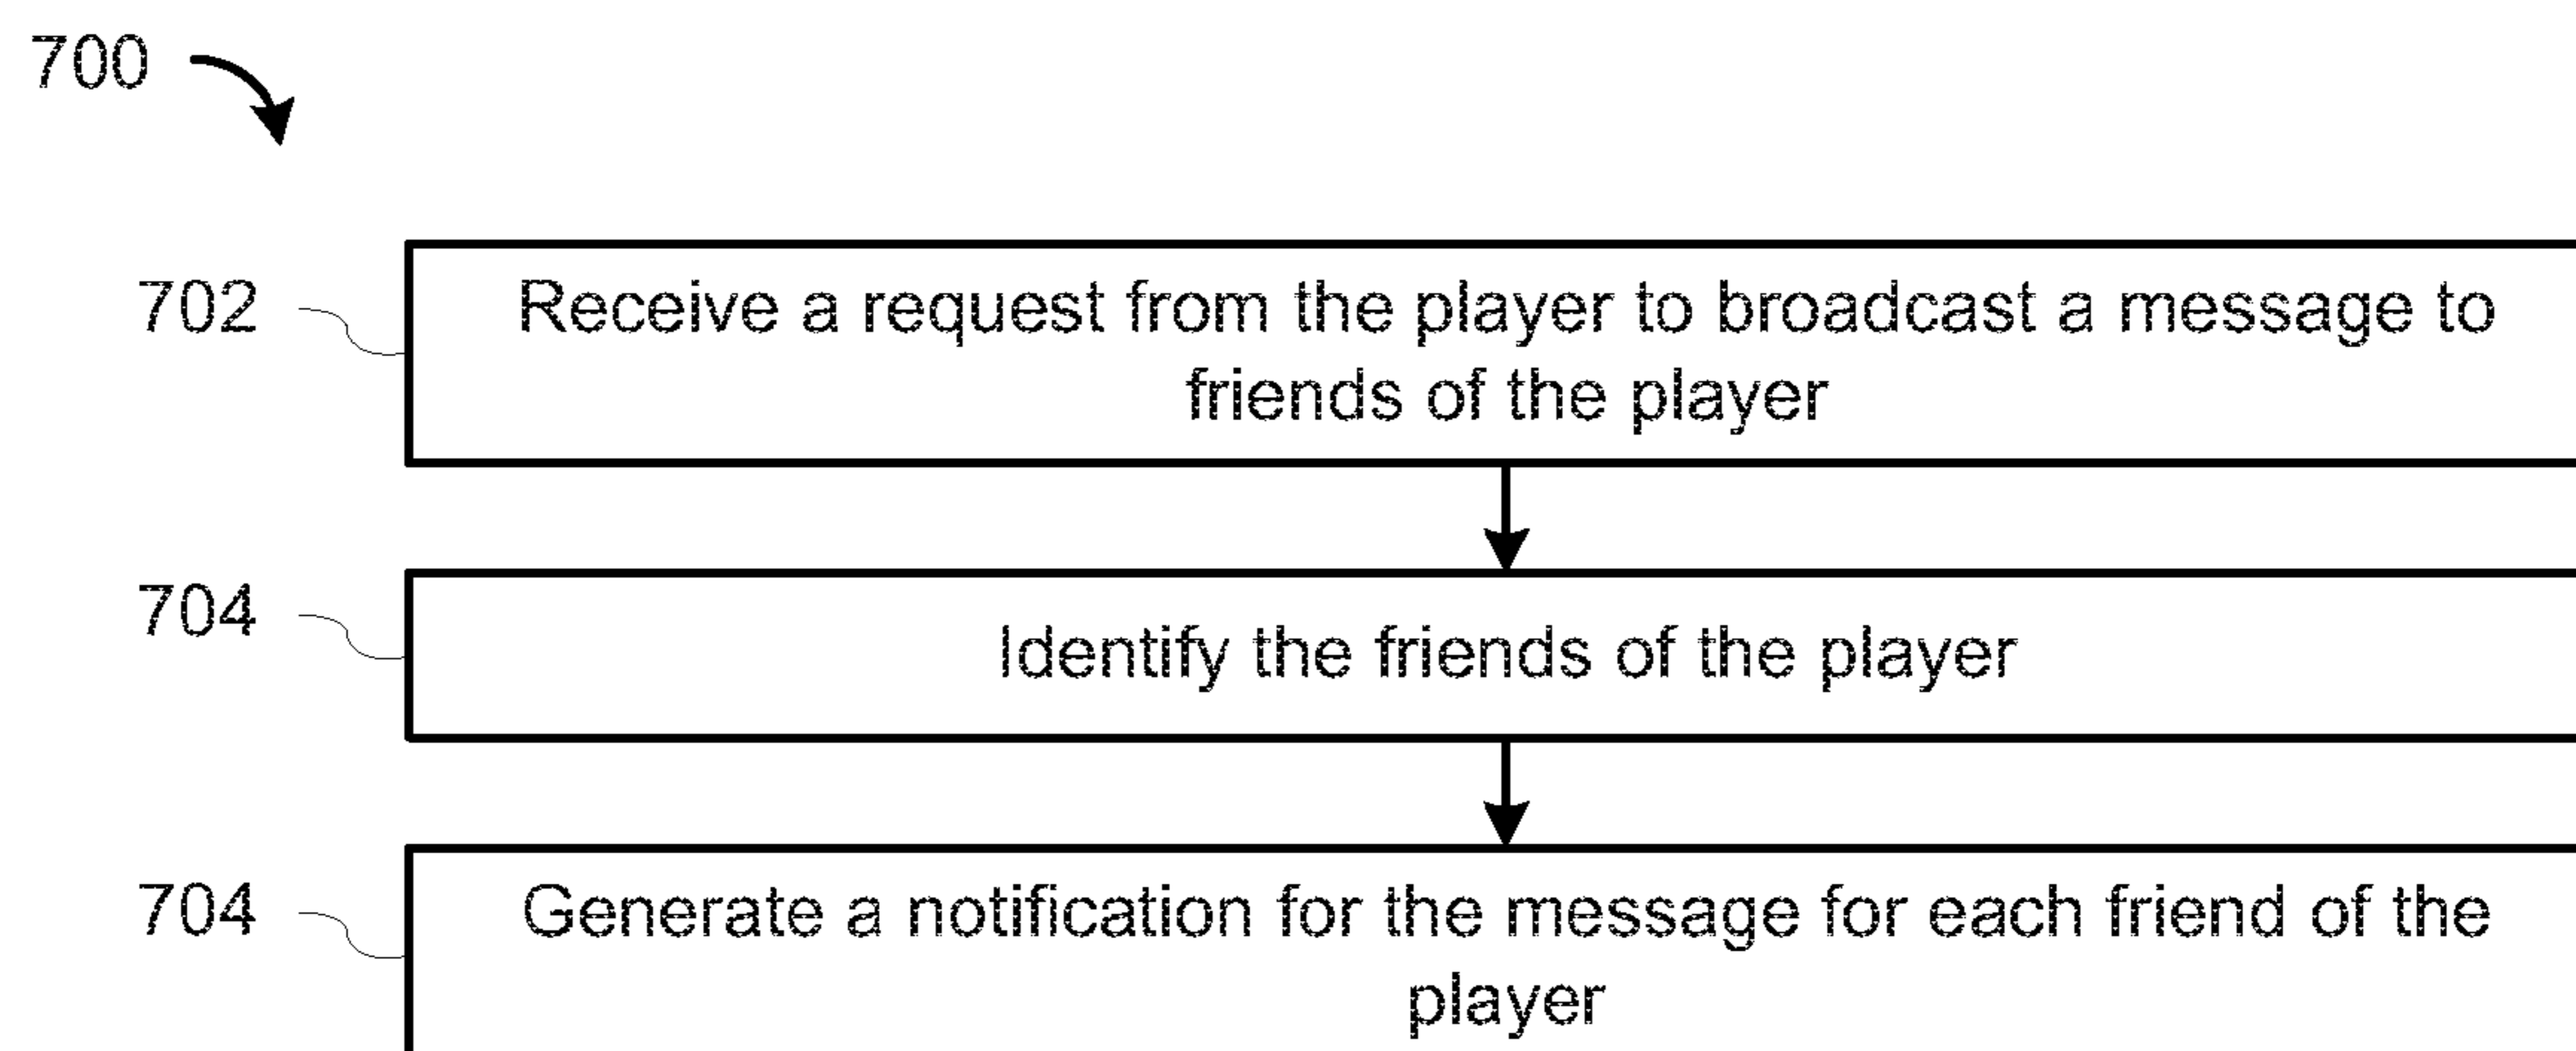 700
702
Receive a request from the player to broadcast a message to
friends of the player
704
Identify the friends of the player
704
Generate a notification for the message for each friend of the
player